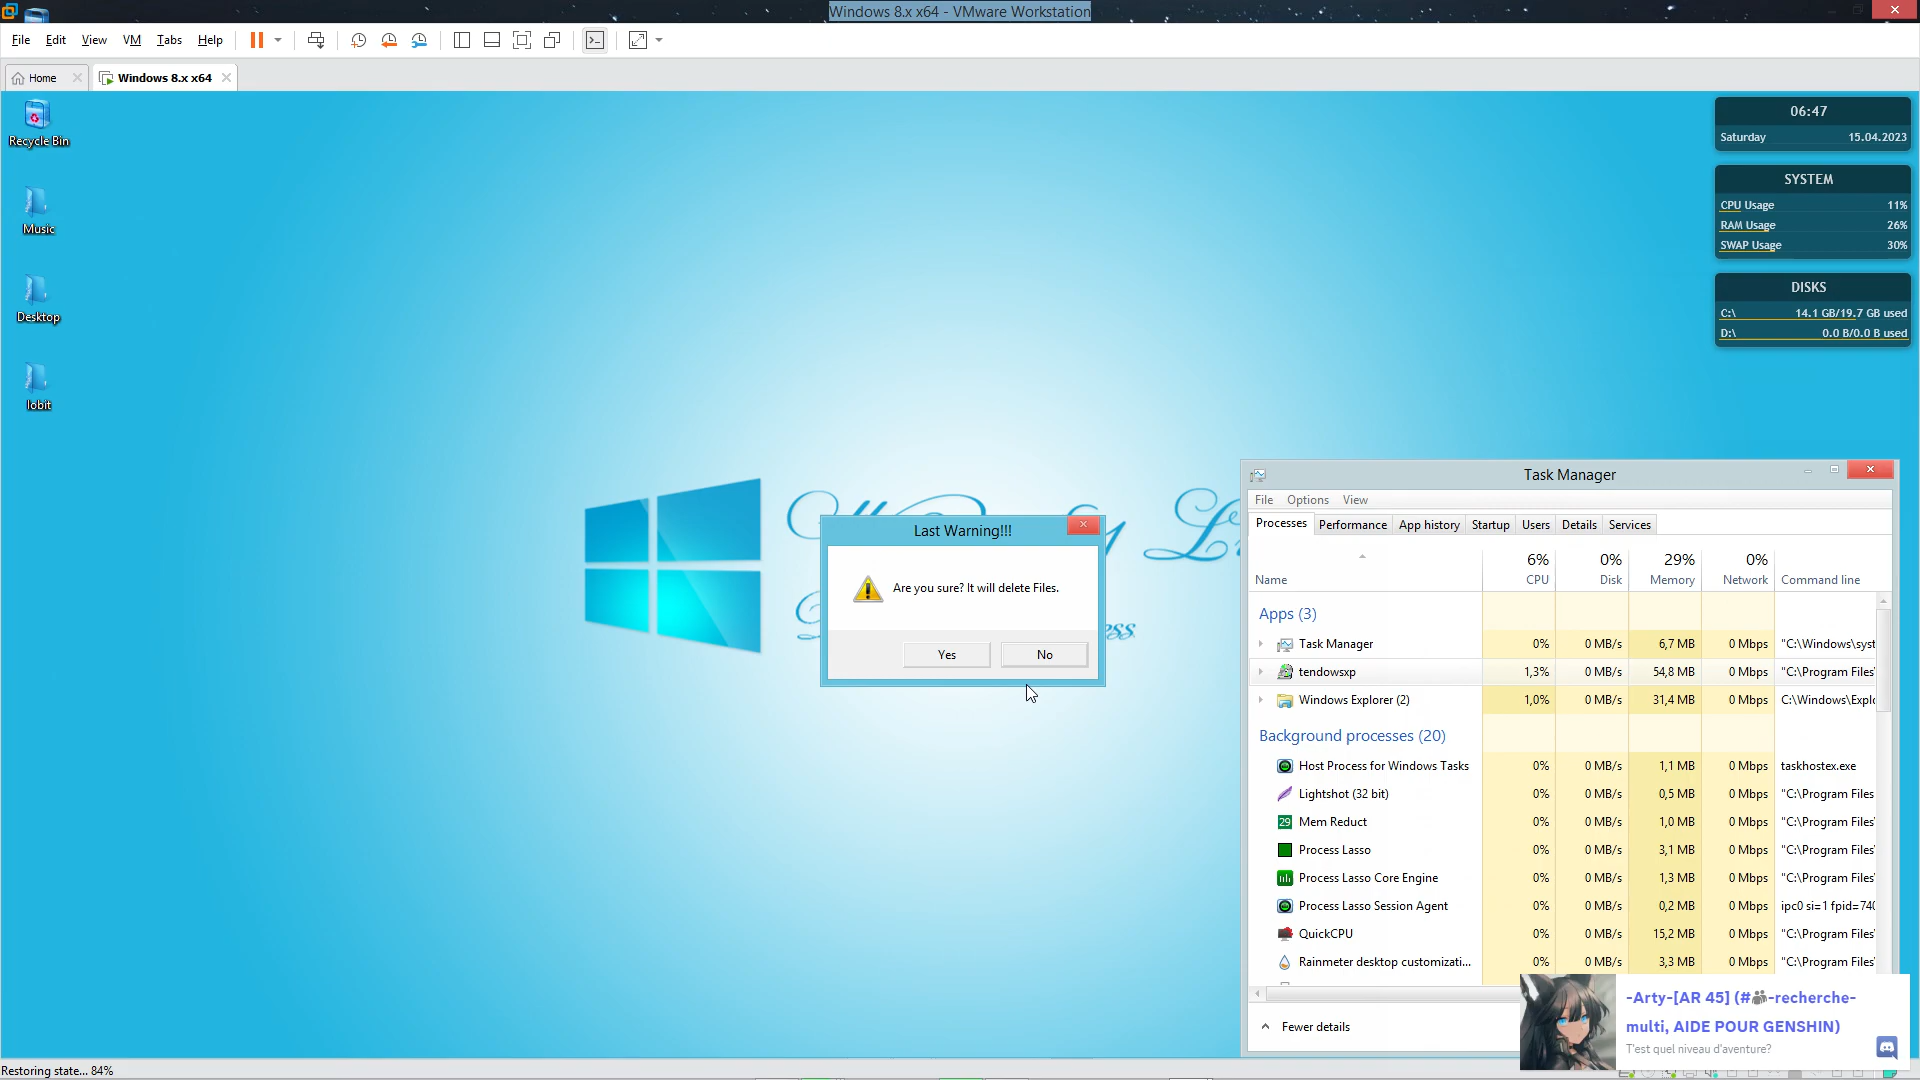 Windows 8.x x64 - VMware Workstation
File Edit View VM Tabs Help
Home
Windows 8.x x64
Recycle Bin
Music
Desktop
Iobit
06:47
Saturday 15.04.2023
SYSTEM
CPU Usage 11%
RAM Usage 26%
SWAP Usage 30%
DISKS
C:\ 14.1 GB/19.7 GB used
D:\ 0.0 B/0.0 B used
Last Warning!!!
Are you sure? It will delete Files.
Yes No
Task Manager
File Options View
Processes Performance App history Startup Users Details Services
6% 0% 29% 0%
Name CPU Disk Memory Network Command line
Apps (3)
Task Manager 0% 0 MB/s 6,7 MB 0 Mbps "C:\Windows\syst
tendowsxp 1,3% 0 MB/s 54,8 MB 0 Mbps "C:\Program Files'
Windows Explorer (2) 1,0% 0 MB/s 31,4 MB 0 Mbps C:\Windows\Explo
Background processes (20)
Host Process for Windows Tasks 0% 0 MB/s 1,1 MB 0 Mbps taskhostex.exe
Lightshot (32 bit) 0% 0 MB/s 0,5 MB 0 Mbps "C:\Program Files
29 Mem Reduct 0% 0 MB/s 1,0 MB 0 Mbps "C:\Program Files'
Process Lasso 0% 0 MB/s 3,1 MB 0 Mbps "C:\Program Files'
Process Lasso Core Engine 0% 0 MB/s 1,3 MB 0 Mbps "C:\Program Files'
Process Lasso Session Agent 0% 0 MB/s 0,2 MB 0 Mbps ipc0 si=1 fpid=740
QuickCPU 0% 0 MB/s 15,2 MB 0 Mbps "C:\Program Files'
Rainmeter desktop customizati... 0% 0 MB/s 3,3 MB 0 Mbps "C:\Program Files'
Fewer details
-Arty-[AR 45] (#👥-recherche-
multi, AIDE POUR GENSHIN)
T'est quel niveau d'aventure?
Restoring state... 84%